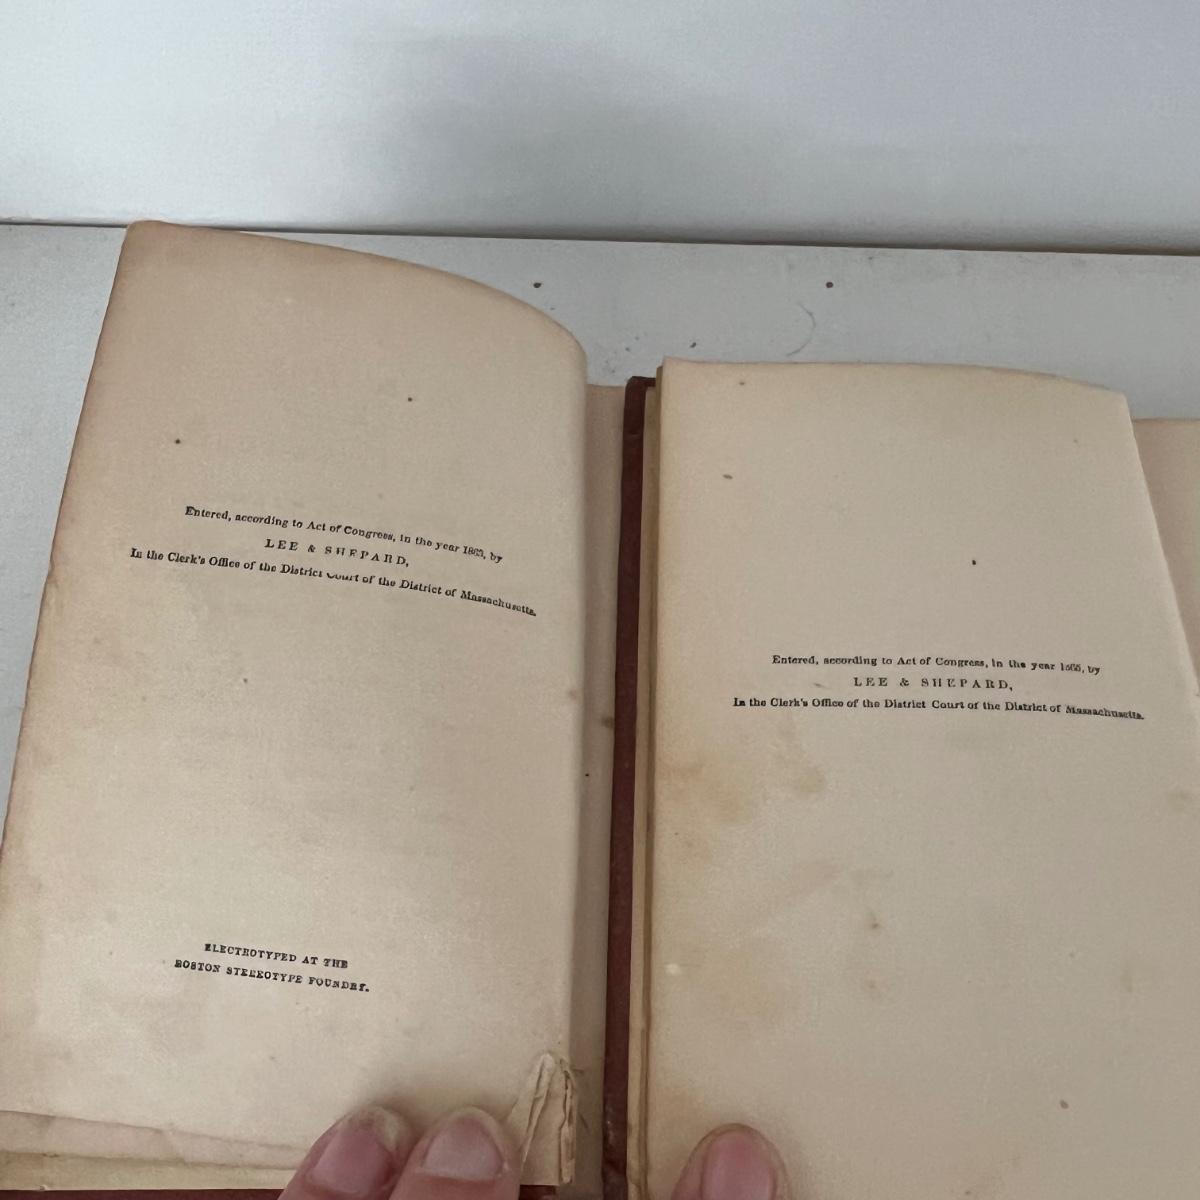 Entered, according to Act of Congress, in the year by
LEE & SHEPARD,
In the Clerk's Office of the District Court of the District of Massachusetts.
ELECTROTYPED AT THE
BOSTON STEREOTYPE FOUNDRY.
Entered, according to Act of Congress, in the year by
LEE & SHEPARD,
In the Clerk's Office of the District Court of the District of Massachusetts.